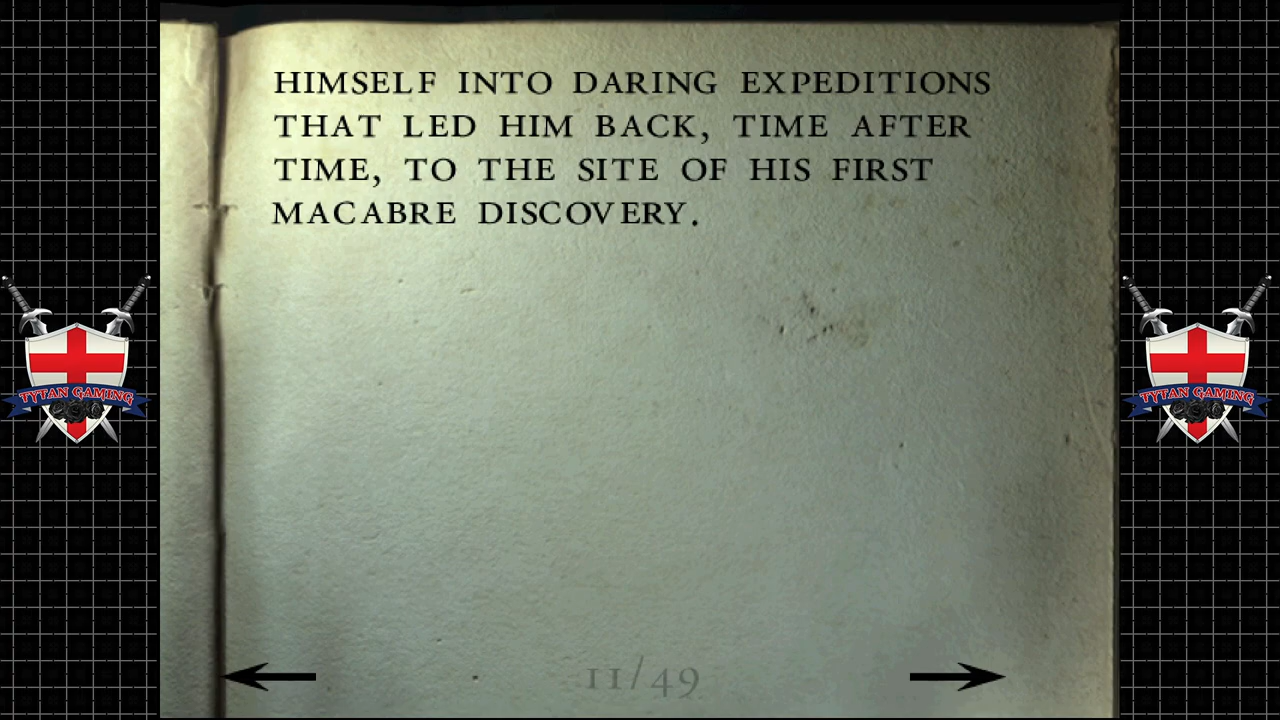 HIMSELF INTO DARING EXPEDITIONS
THAT LED HIM BACK, TIME AFTER
TIME, TO THE SITE OF HIS FIRST
MACABRE DISCOVERY.
TYTAN GAMING
TYTAN GAMING
11/49